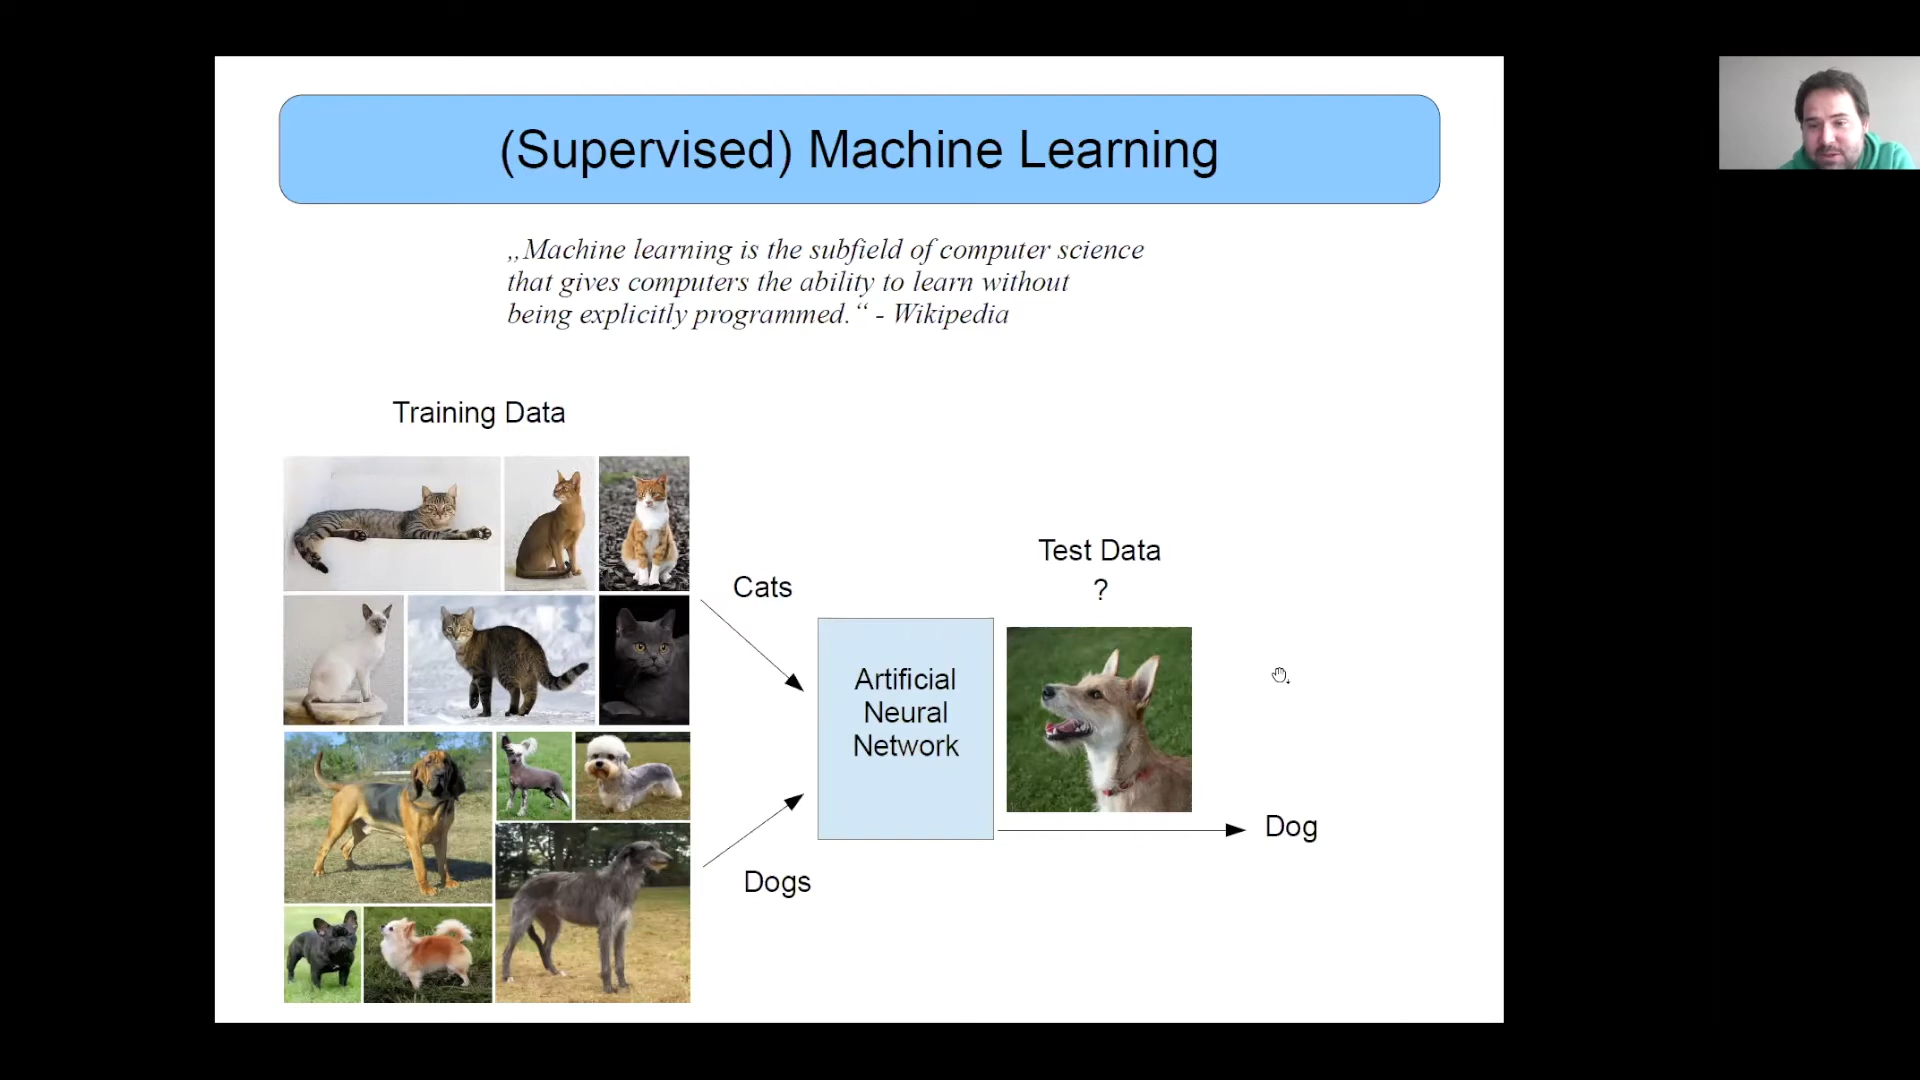 (Supervised) Machine Learning
„Machine learning is the subfield of computer science
that gives computers the ability to learn without
being explicitly programmed.“ - Wikipedia
Training Data
Cats
Dogs
Artificial
Neural
Network
Test Data
?
Dog